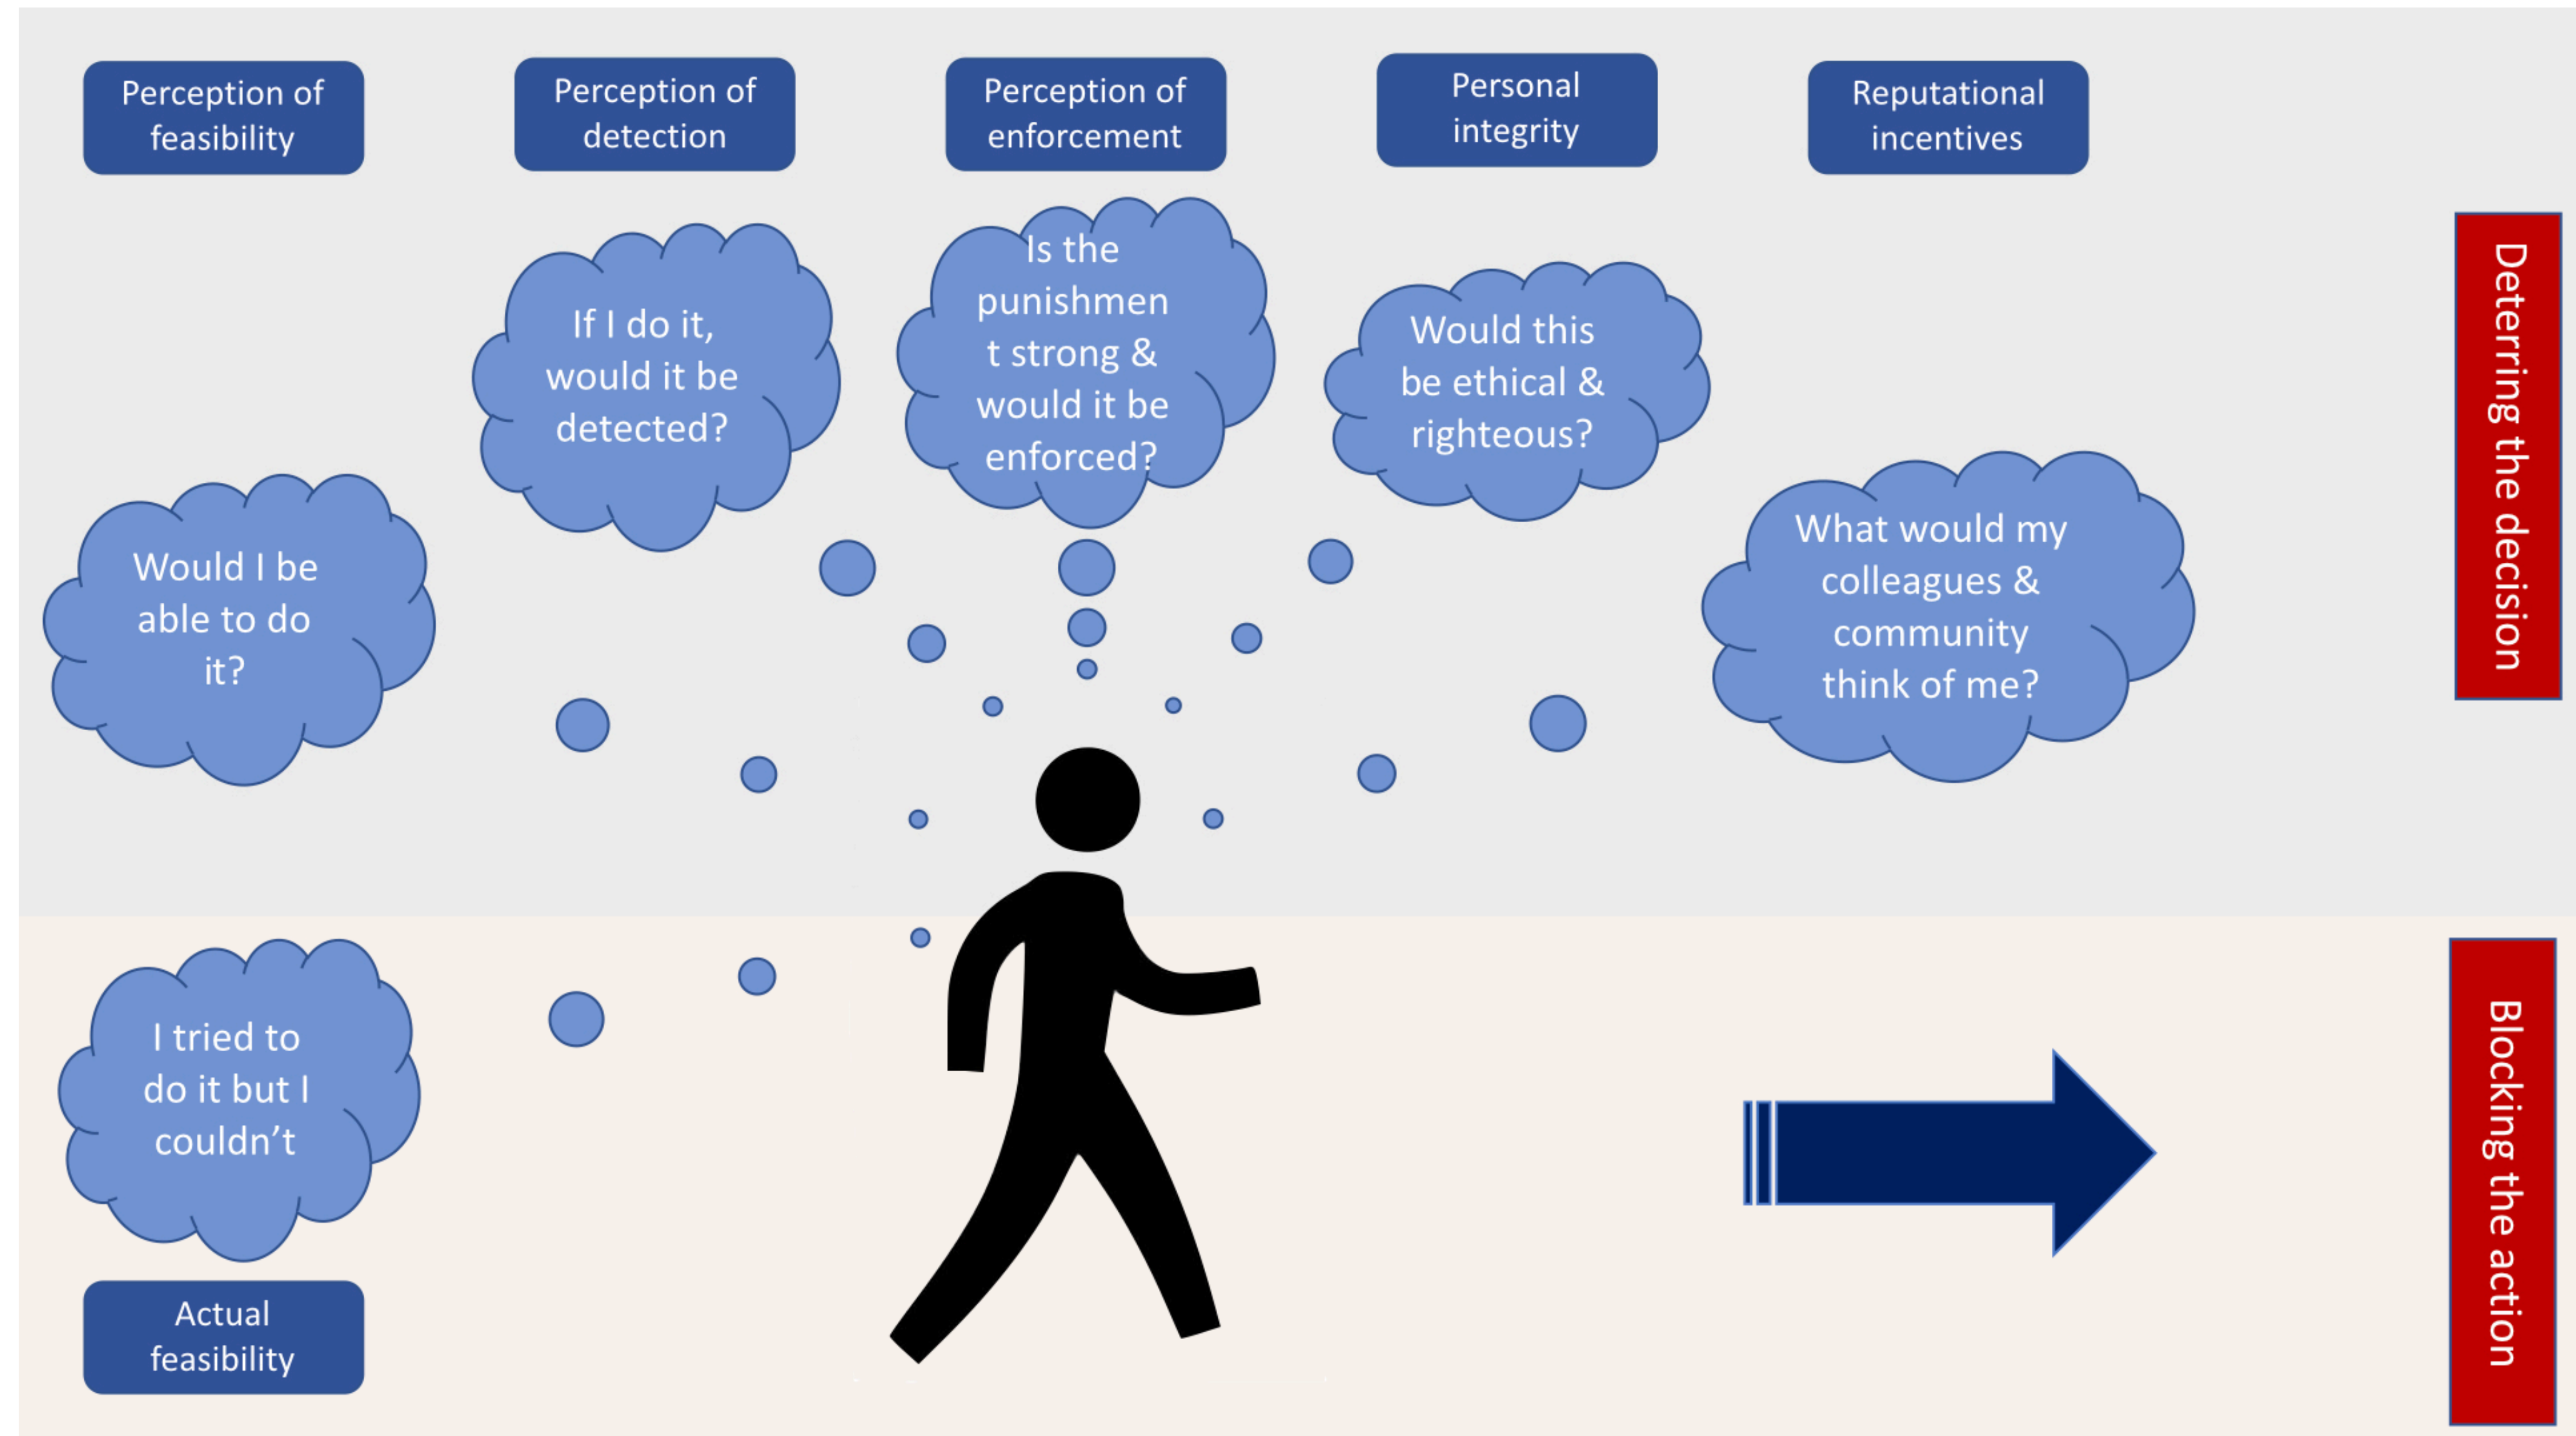 Perception of
feasibility
Perception of
detection
Perception of
enforcement
Personal
integrity
Reputational
incentives
Would I be
able to do
it?
If I do it,
would it be
detected?
Is the
punishmen
t strong &
would it be
enforced?
Would this
be ethical &
righteous?
What would my
colleagues &
community
think of me?
Deterring the decision
I tried to
do it but I
couldn’t
Actual
feasibility
Blocking the action